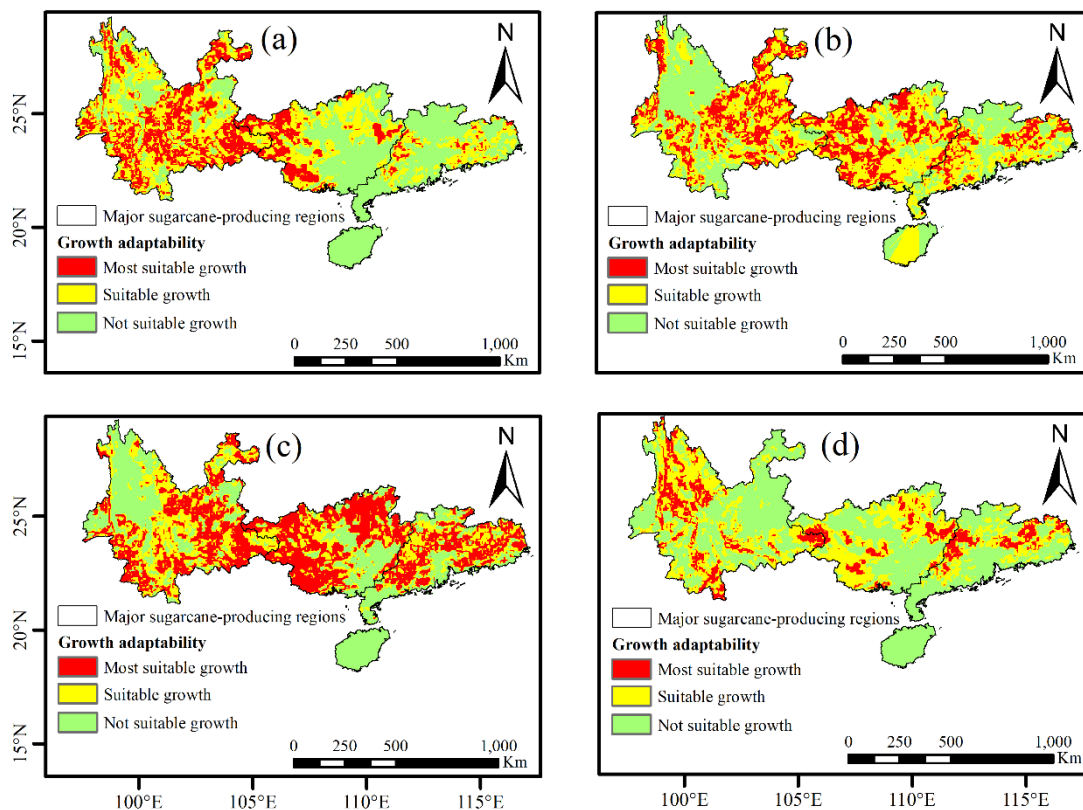 (a)
N
25°N
20°N
15°N
Major sugarcane-producing regions
Growth adaptability
Most suitable growth
Suitable growth
Not suitable growth
0 250 500 1,000
Km
(b)
N
Major sugarcane-producing regions
Growth adaptability
Most suitable growth
Suitable growth
Not suitable growth
0 250 500 1,000
Km
(c)
N
25°N
20°N
15°N
Major sugarcane-producing regions
Growth adaptability
Most suitable growth
Suitable growth
Not suitable growth
0 250 500 1,000
Km
100°E 105°E 110°E 115°E
(d)
N
Major sugarcane-producing regions
Growth adaptability
Most suitable growth
Suitable growth
Not suitable growth
0 250 500 1,000
Km
100°E 105°E 110°E 115°E